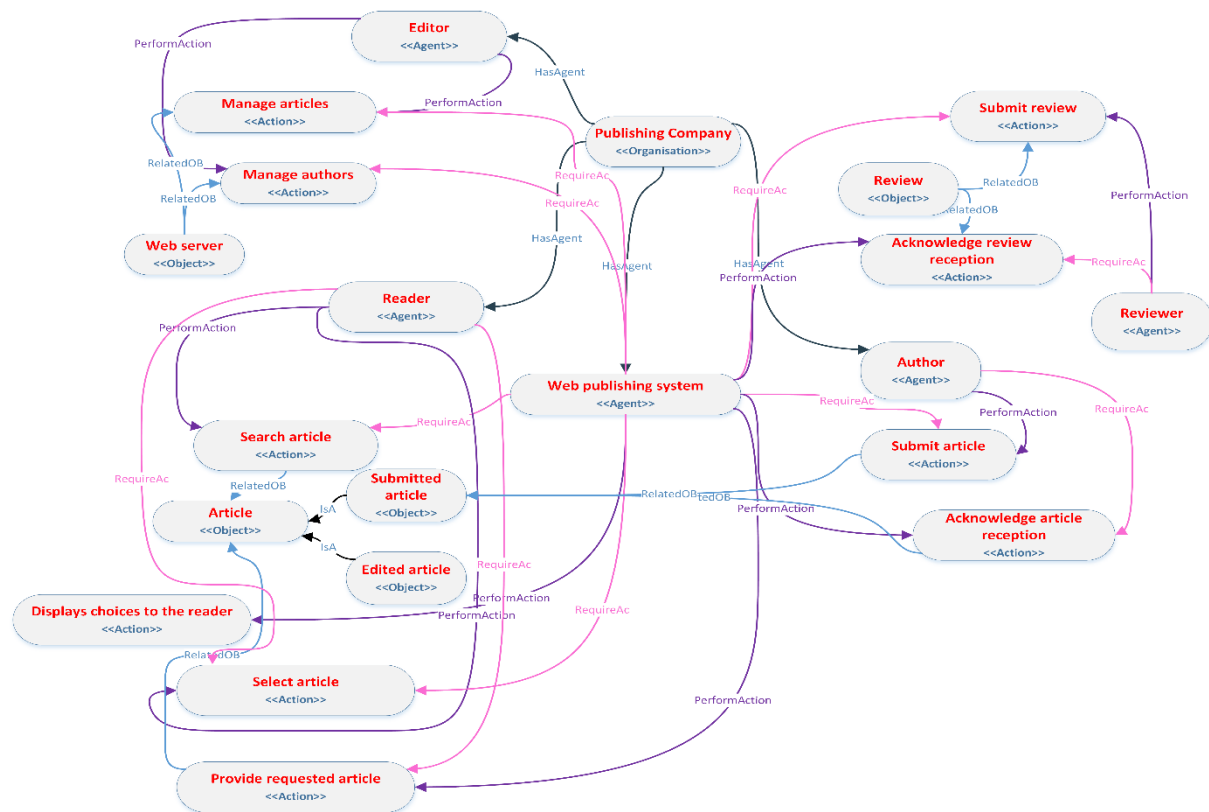 Editor
<<Agent>>
PerformAction
HasAgent
Manage articles
<<Action>>
PerformAction
Submit review
<<Action>>
Publishing Company
<<Organisation>>
RelatedOB
Manage authors
<<Action>>
RequireAc
RequireAc
Review
<<Object>>
RelatedOB
PerformAction
RelatedOB
RelatedOB
Web server
<<Object>>
HasAgent
HasAgent
HasAgent
PerformAction
Acknowledge review
reception
<<Action>>
RequireAc
RequireAc
Reader
<<Agent>>
Reviewer
<<Agent>>
PerformAction
Author
<<Agent>>
Web publishing system
<<Agent>>
RequireAc
PerformAction
RequireAc
Search article
<<Action>>
RequireAc
Submit article
<<Action>>
RequireAc
RelatedOB
Submitted
article
<<Object>>
RelatedOB
tedOB
IsA
Article
<<Object>>
PerformAction
Acknowledge article
reception
<<Action>>
IsA
Edited article
<<Object>>
RequireAc
Displays choices to the reader
<<Action>>
PerformAction
PerformAction
RequireAc
RelatedOB
Select article
<<Action>>
PerformAction
Provide requested article
<<Action>>